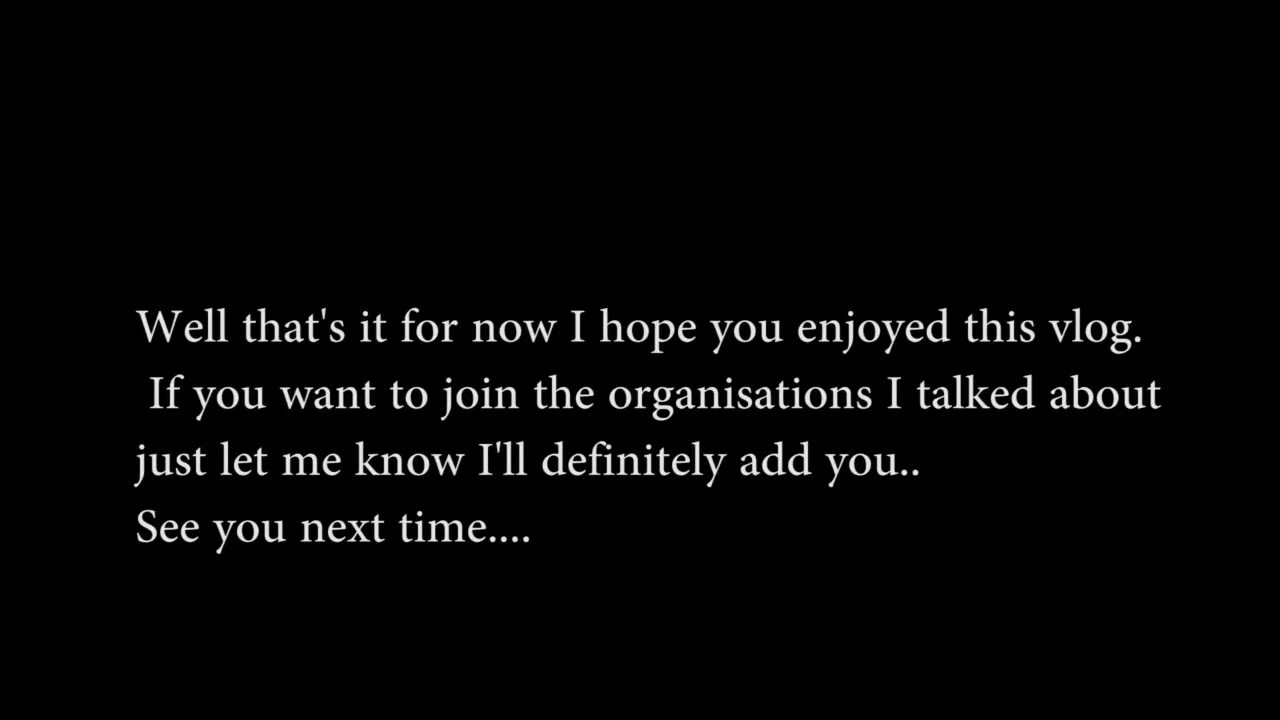 Well that's it for now I hope you enjoyed this vlog.
If you want to join the organisations I talked about
just let me know I'll definitely add you..
See you next time....